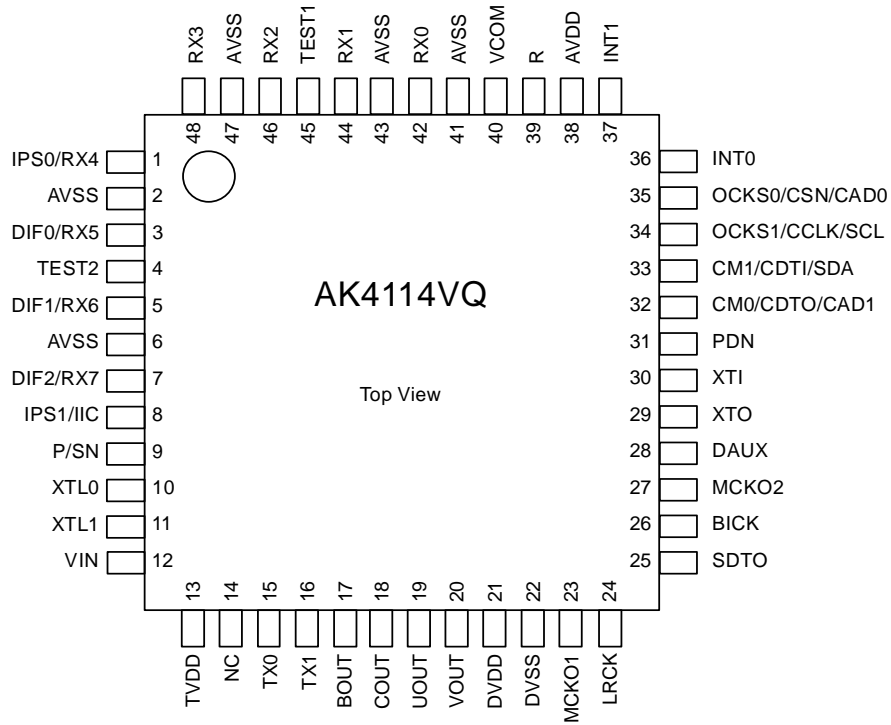 RX3
AVSS
RX2
TEST1
RX1
AVSS
RX0
AVSS
VCOM
R
AVDD
INT1
48
47
46
45
44
43
42
41
40
39
38
37
IPS0/RX4 1
AVSS 2
DIF0/RX5 3
TEST2 4
DIF1/RX6 5
AVSS 6
DIF2/RX7 7
IPS1/IIC 8
P/SN 9
XTL0 10
XTL1 11
VIN 12
AK4114VQ
Top View
36 INT0
35 OCKS0/CSN/CAD0
34 OCKS1/CCLK/SCL
33 CM1/CDTI/SDA
32 CM0/CDTO/CAD1
31 PDN
30 XTI
29 XTO
28 DAUX
27 MCKO2
26 BICK
25 SDTO
13
14
15
16
17
18
19
20
21
22
23
24
TVDD
NC
TX0
TX1
BOUT
COUT
UOUT
VOUT
DVDD
DVSS
MCKO1
LRCK